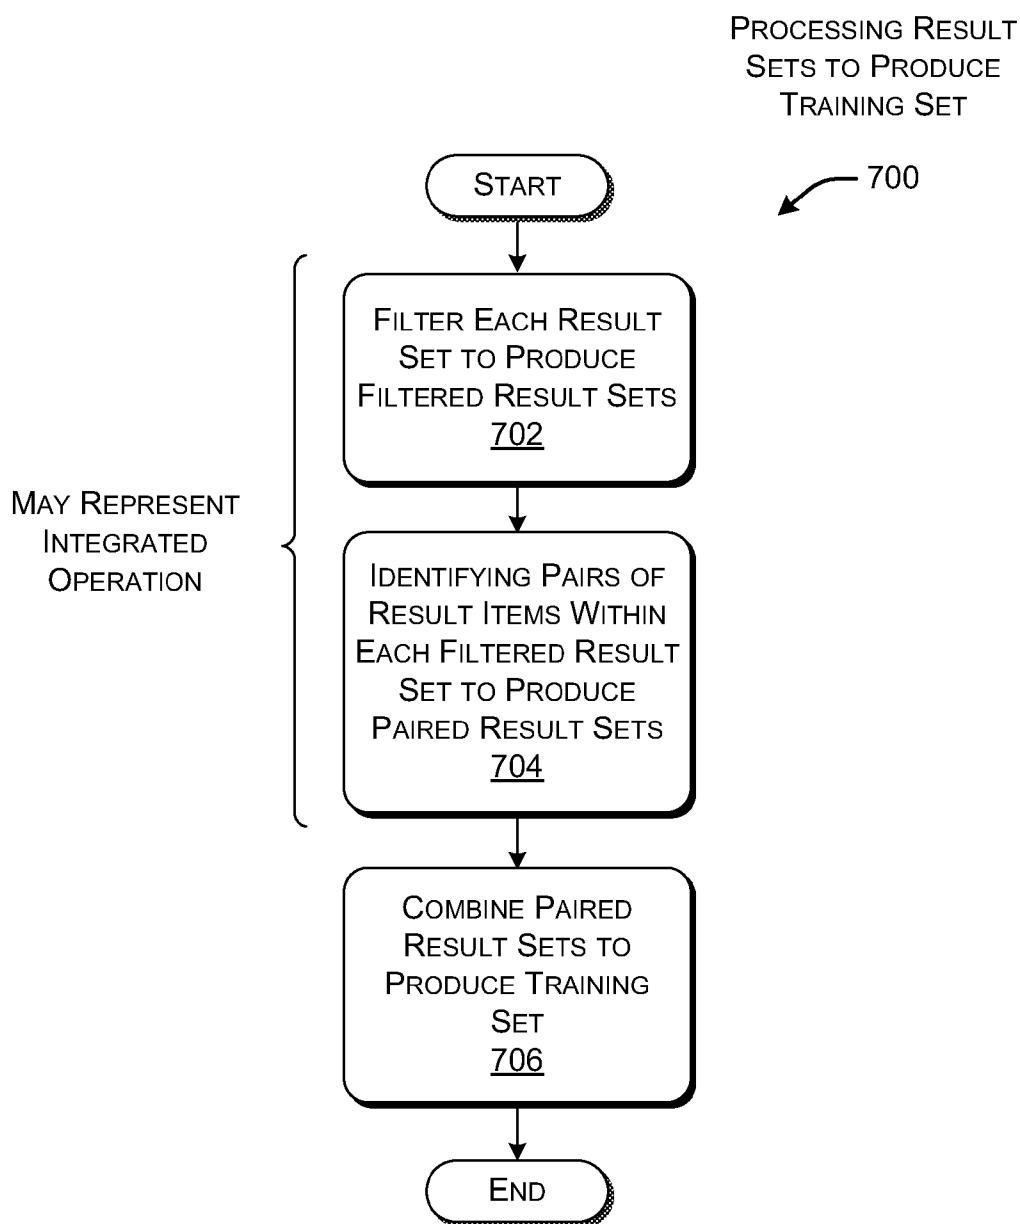 PROCESSING RESULT
SETS TO PRODUCE
TRAINING SET
700
START
FILTER EACH RESULT
SET TO PRODUCE
FILTERED RESULT SETS
702
MAY REPRESENT
INTEGRATED
OPERATION
IDENTIFYING PAIRS OF
RESULT ITEMS WITHIN
EACH FILTERED RESULT
SET TO PRODUCE
PAIRED RESULT SETS
704
COMBINE PAIRED
RESULT SETS TO
PRODUCE TRAINING
SET
706
END